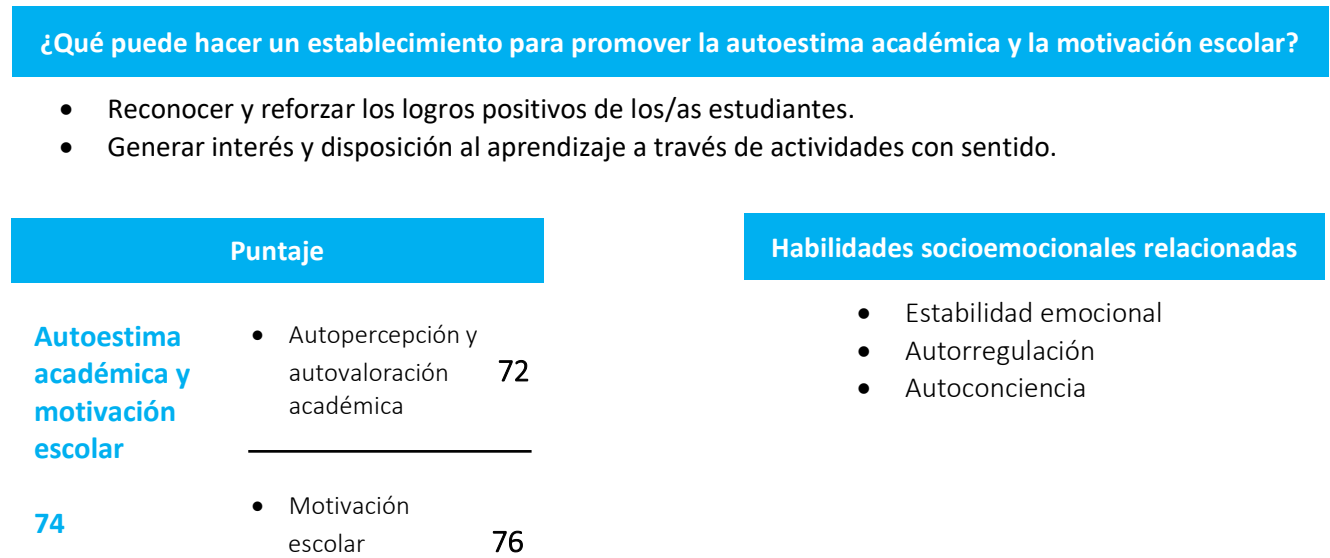 ¿Qué puede hacer un establecimiento para promover la autoestima académica y la motivación escolar?
• Reconocer y reforzar los logros positivos de los/as estudiantes.
• Generar interés y disposición al aprendizaje a través de actividades con sentido.
Puntaje
Autoestima
académica y
motivación
escolar
74
• Autopercepción y
autovaloración 72
académica
• Motivación
escolar 76
Habilidades socioemocionales relacionadas
• Estabilidad emocional
• Autorregulación
• Autoconciencia